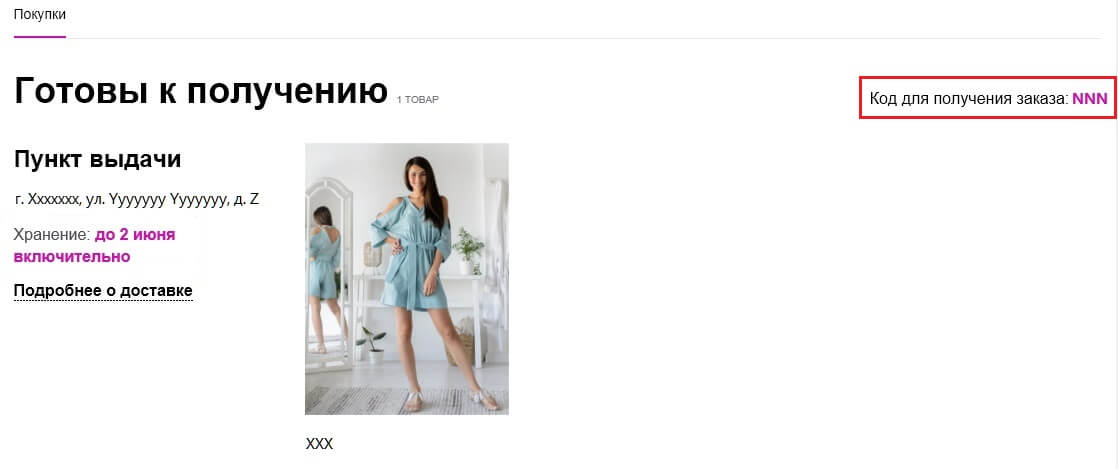 Покупки
Готовы к получению 1 ТОВАР
Код для получения заказа: NNN
Пункт выдачи
г. Xxxxxxx, ул. Yyyyyyy Yyyyyyy, д. Z
Хранение: до 2 июня
включительно
Подробнее о доставке
XXX